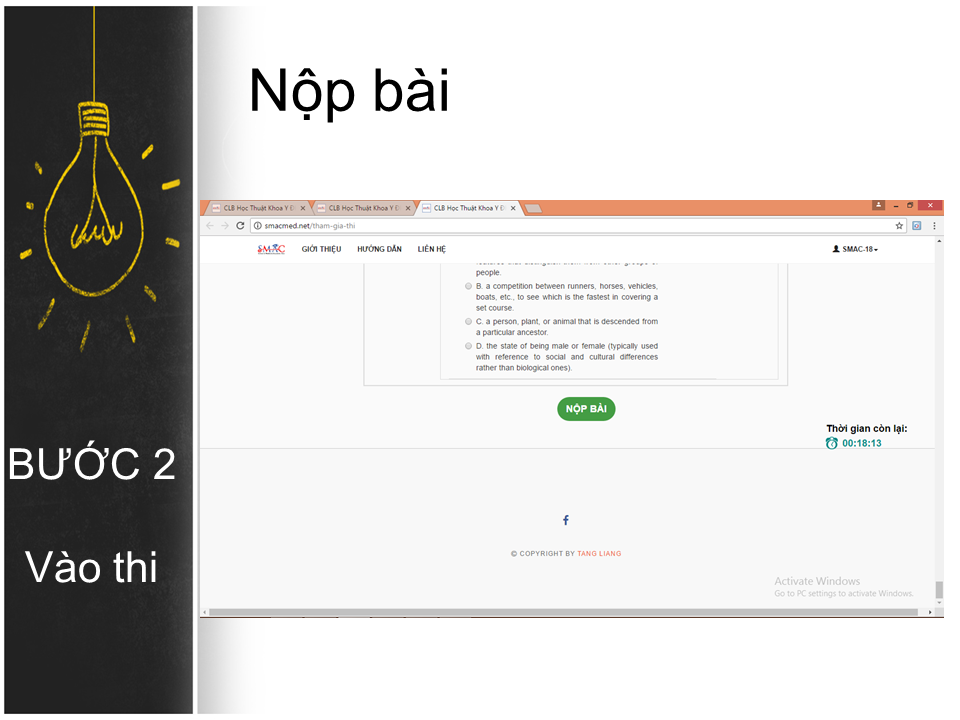 Nộp bài
CLB Học Thuật Khoa Y Đ
CLB Học Thuật Khoa Y Đ
CLB Học Thuật Khoa Y Đ
smacmed.net/tham-gia-thi
SMAC
GIỚI THIỆU
HƯỚNG DẪN
LIÊN HỆ
SMAC-18
people.
B. a competition between runners, horses, vehicles,
boats, etc., to see which is the fastest in covering a
set course.
C. a person, plant, or animal that is descended from
a particular ancestor.
D. the state of being male or female (typically used
with reference to social and cultural differences
rather than biological ones).
NỘP BÀI
Thời gian còn lại:
00:18:13
BƯỚC 2
Vào thi
© COPYRIGHT BY TANG LIANG
Activate Windows
Go to PC settings to activate Windows.